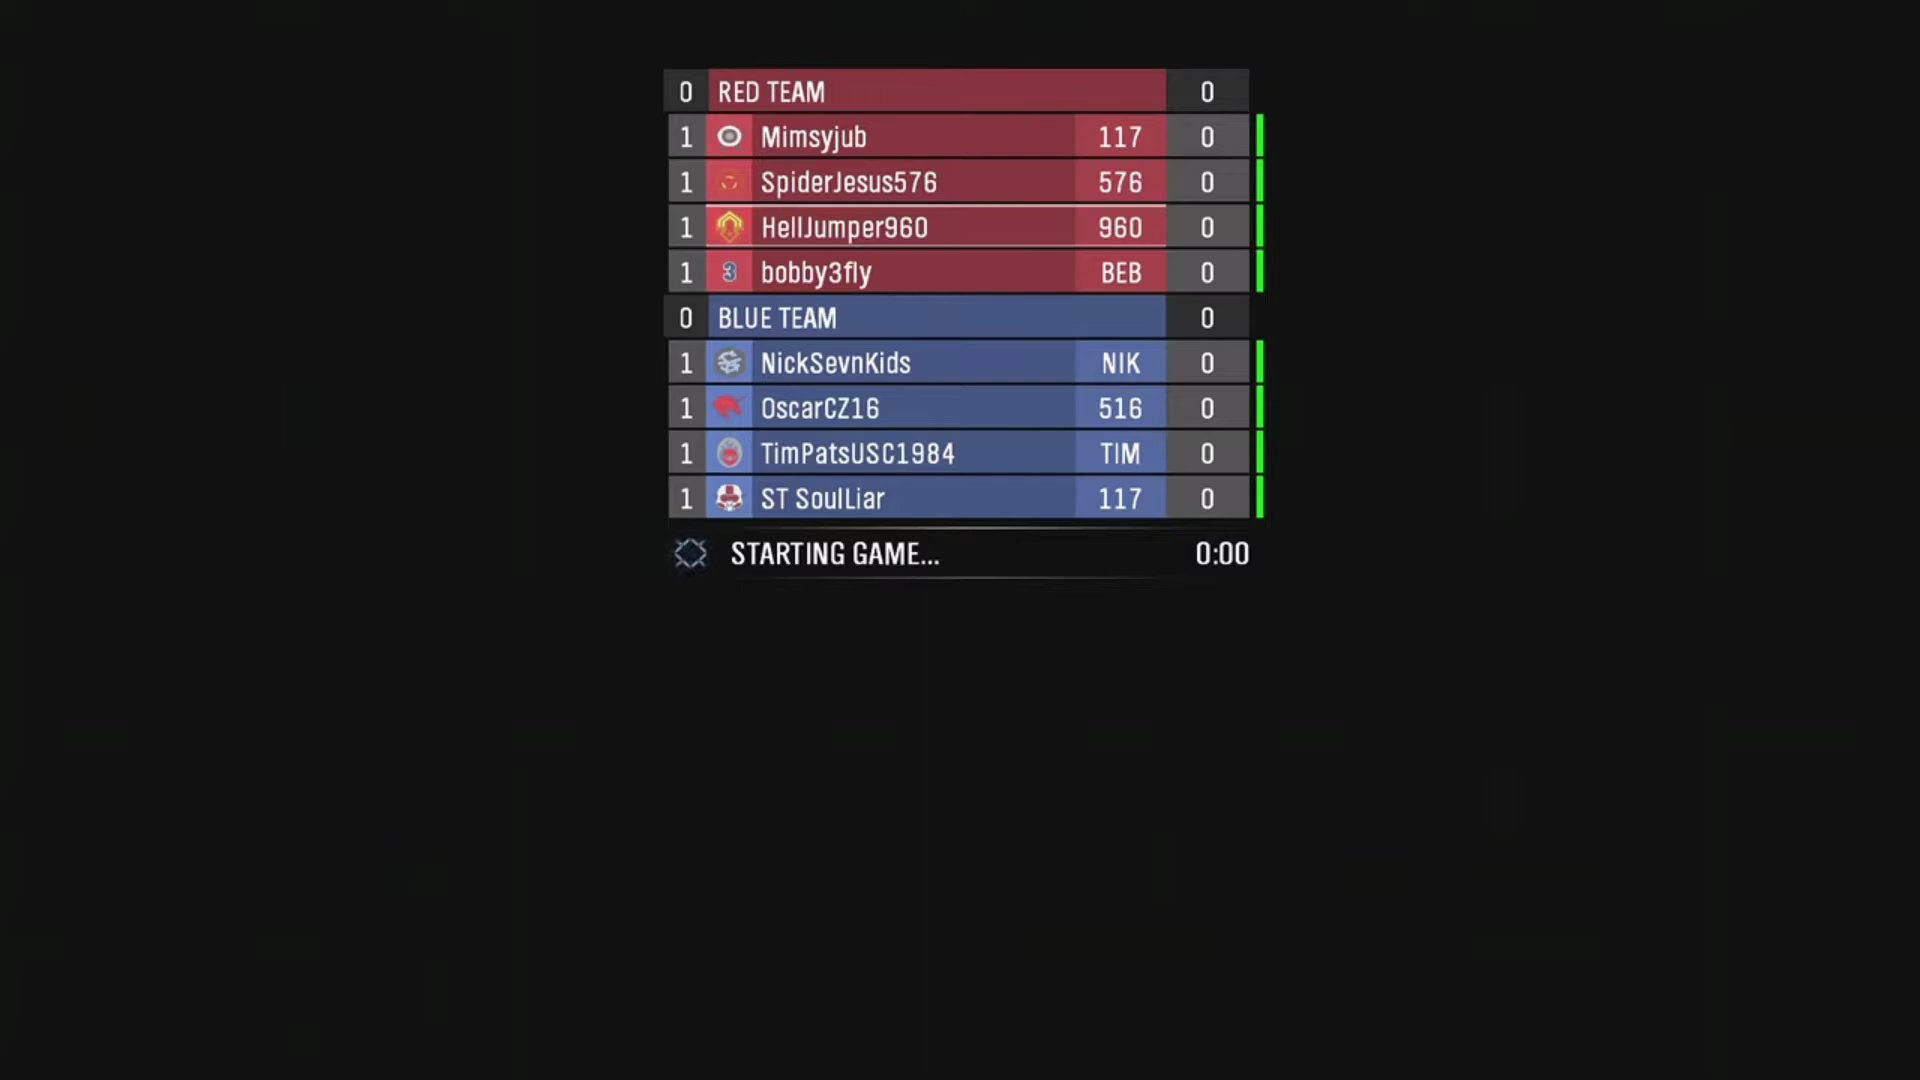 0 RED TEAM 0
1 Mimsyjub 117 0
1 SpiderJesus576 576 0
1 HellJumper960 960 0
1 3 bobby3fly BEB 0
0 BLUE TEAM 0
1 NickSevnKids NIK 0
1 OscarCZ16 516 0
1 TimPatsUSC1984 TIM 0
1 ST SoulLiar 117 0
STARTING GAME... 0:00